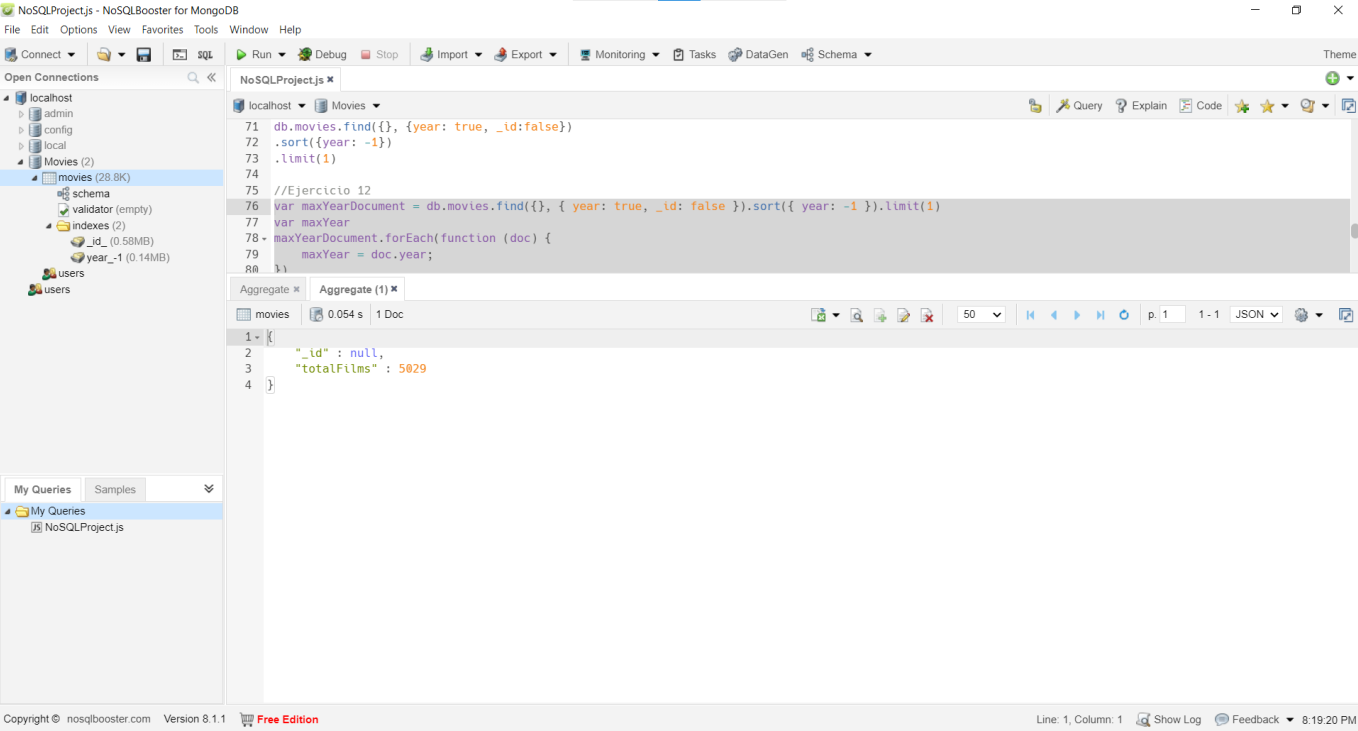 NoSQLProject.js - NoSQLBooster for MongoDB
File Edit Options View Favorites Tools Window Help
Connect SQL Run Debug Stop Import Export Monitoring Tasks DataGen Schema Theme
Open Connections
localhost
admin
config
local
Movies (2)
movies (28.8K)
schema
validator (empty)
indexes (2)
_id_ (0.58MB)
year_-1 (0.14MB)
users
users
NoSQLProject.js
localhost Movies Query Explain Code
71 db.movies.find({}, {year: true, _id:false})
72 .sort({year: -1})
73 .limit(1)
74
75 //Ejercicio 12
76 var maxYearDocument = db.movies.find({}, { year: true, _id: false }).sort({ year: -1 }).limit(1)
77 var maxYear
78 maxYearDocument.forEach(function (doc) {
79 maxYear = doc.year;
80 })
Aggregate Aggregate (1)
movies 0.054 s 1 Doc 50 p. 1 1 - 1 JSON
1 {
2 "_id" : null,
3 "totalFilms" : 5029
4 }
My Queries Samples
My Queries
JS NoSQLProject.js
Copyright © nosqlbooster.com Version 8.1.1 Free Edition Line: 1, Column: 1 Show Log Feedback 8:19:20 PM